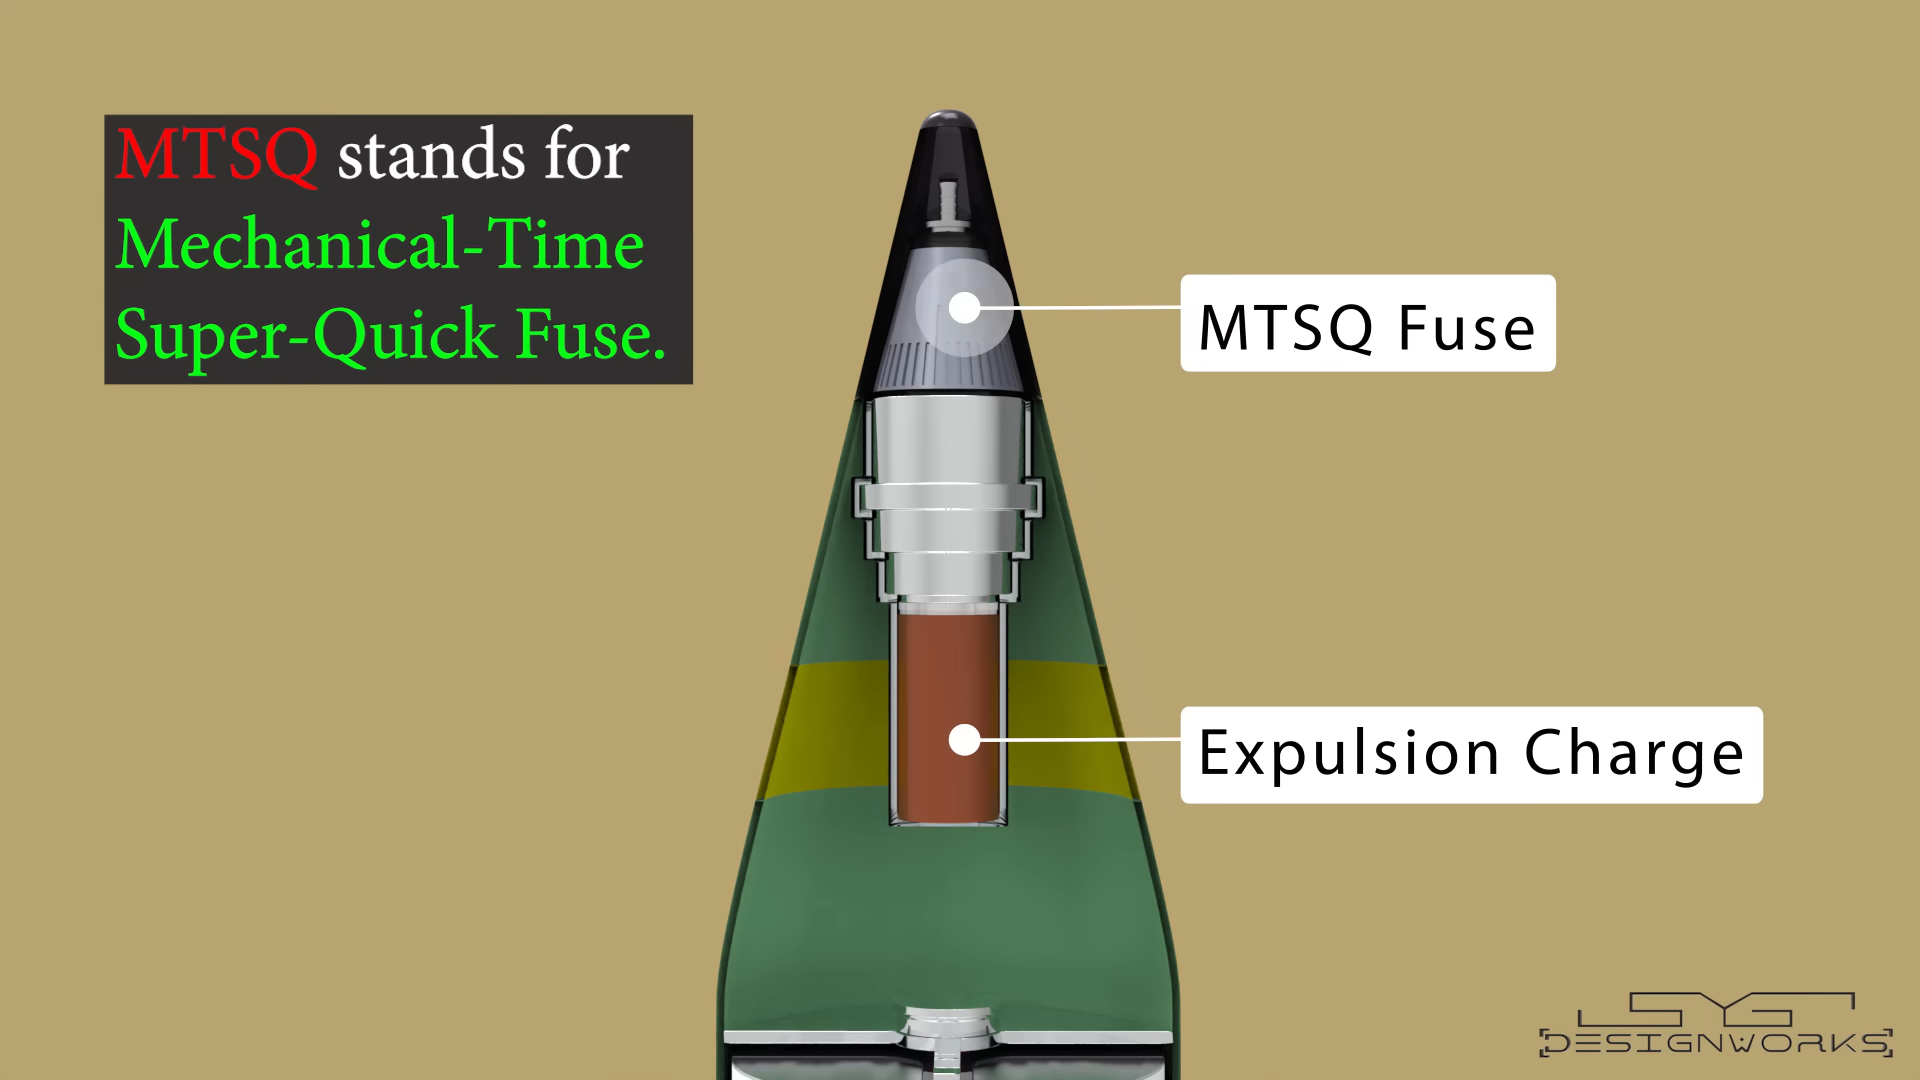 MTSQ stands for
Mechanical-Time
Super-Quick Fuse.
MTSQ Fuse
Expulsion Charge
DESIGNWORKS